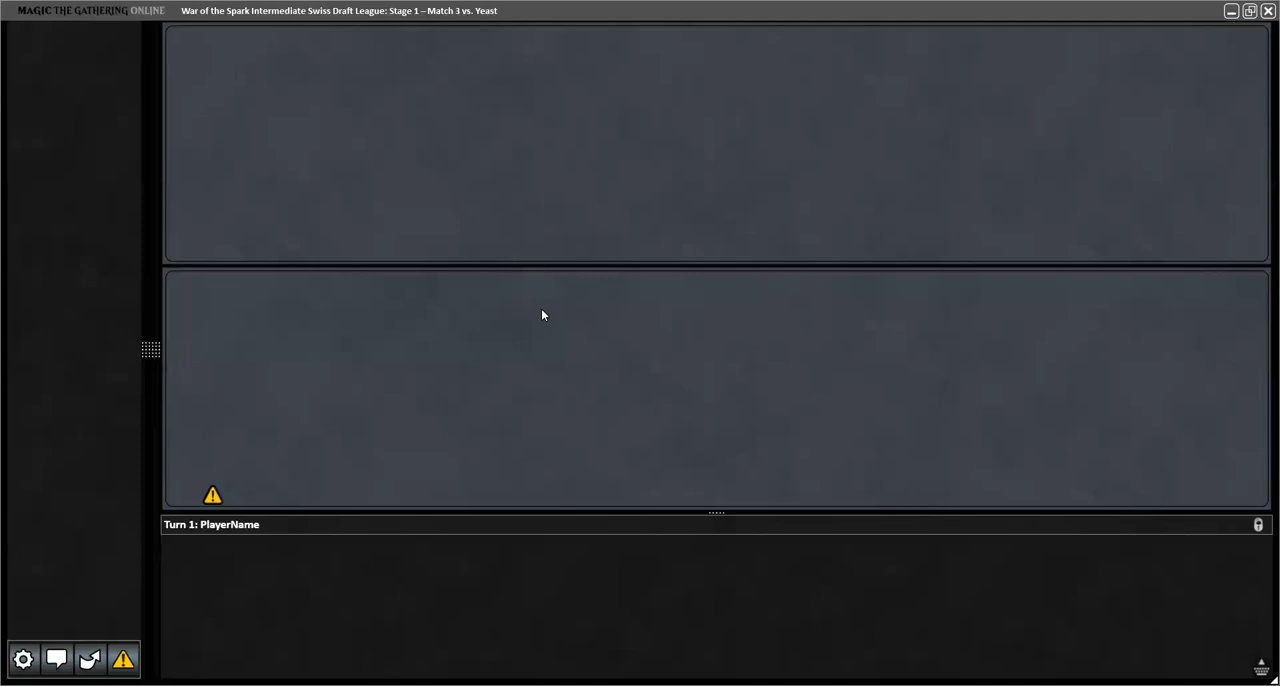 MAGIC THE GATHERING ONLINE War of the Spark Intermediate Swiss Draft League: Stage 1 – Match 3 vs. Yeast
Turn 1: PlayerName